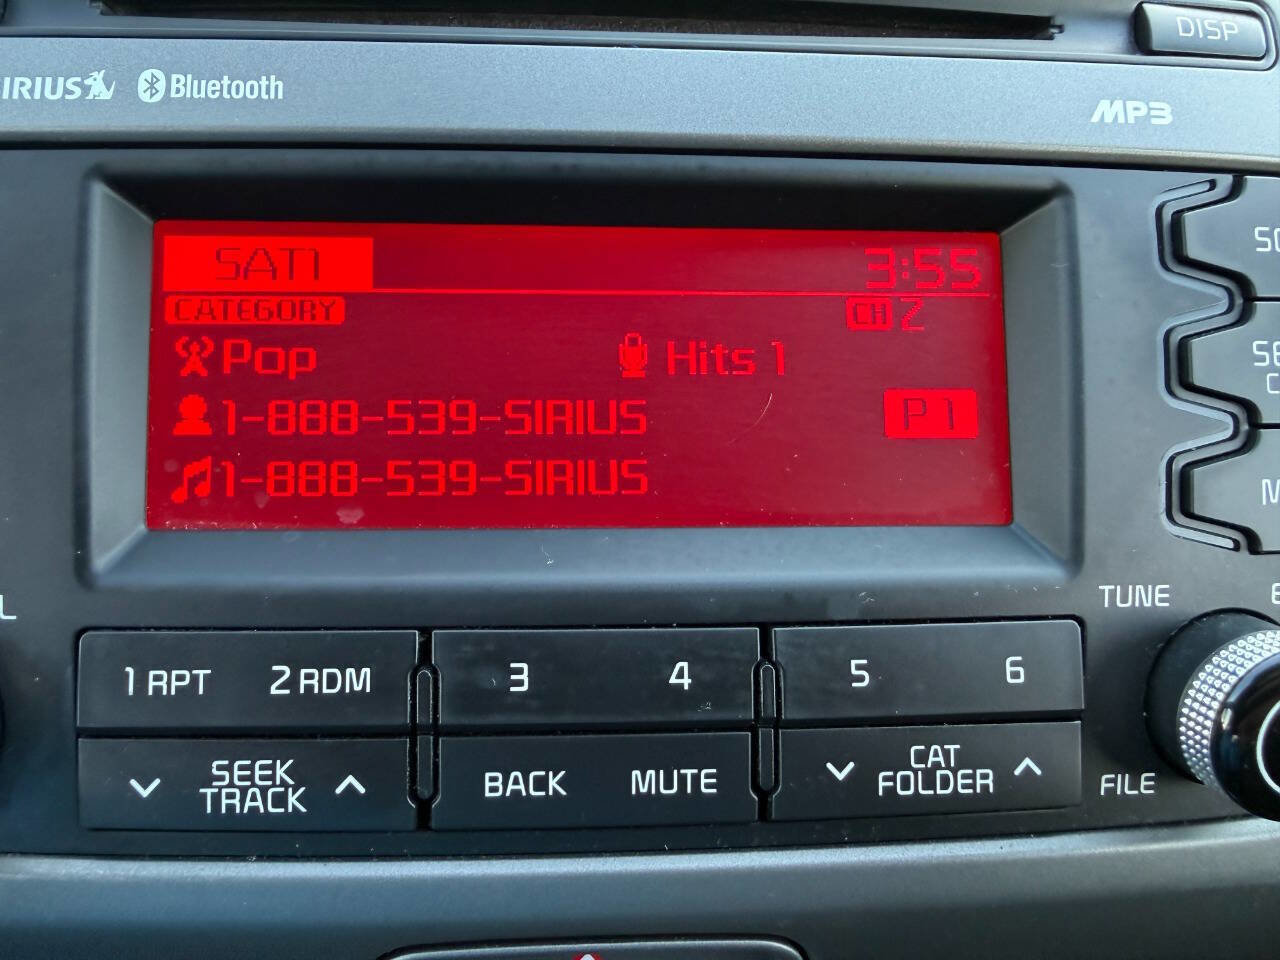 DISP
SIRIUS Bluetooth
MP3
SAT1 3:55
CATEGORY CH 2
Pop Hits 1
1-888-539-SIRIUS P1
1-888-539-SIRIUS
TUNE
1 RPT 2 RDM 3 4 5 6
SEEK TRACK BACK MUTE CAT FOLDER
FILE